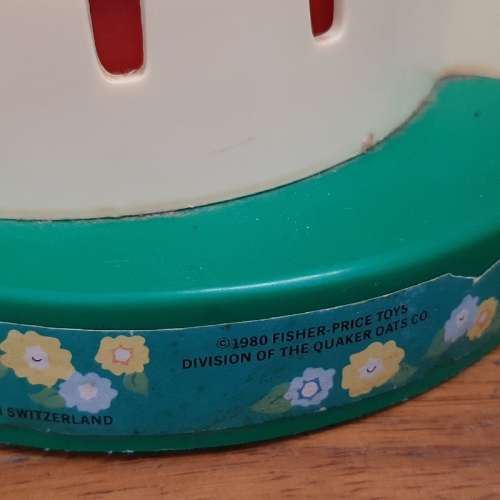 ©1980 FISHER-PRICE TOYS
DIVISION OF THE QUAKER OATS CO.
SWITZERLAND